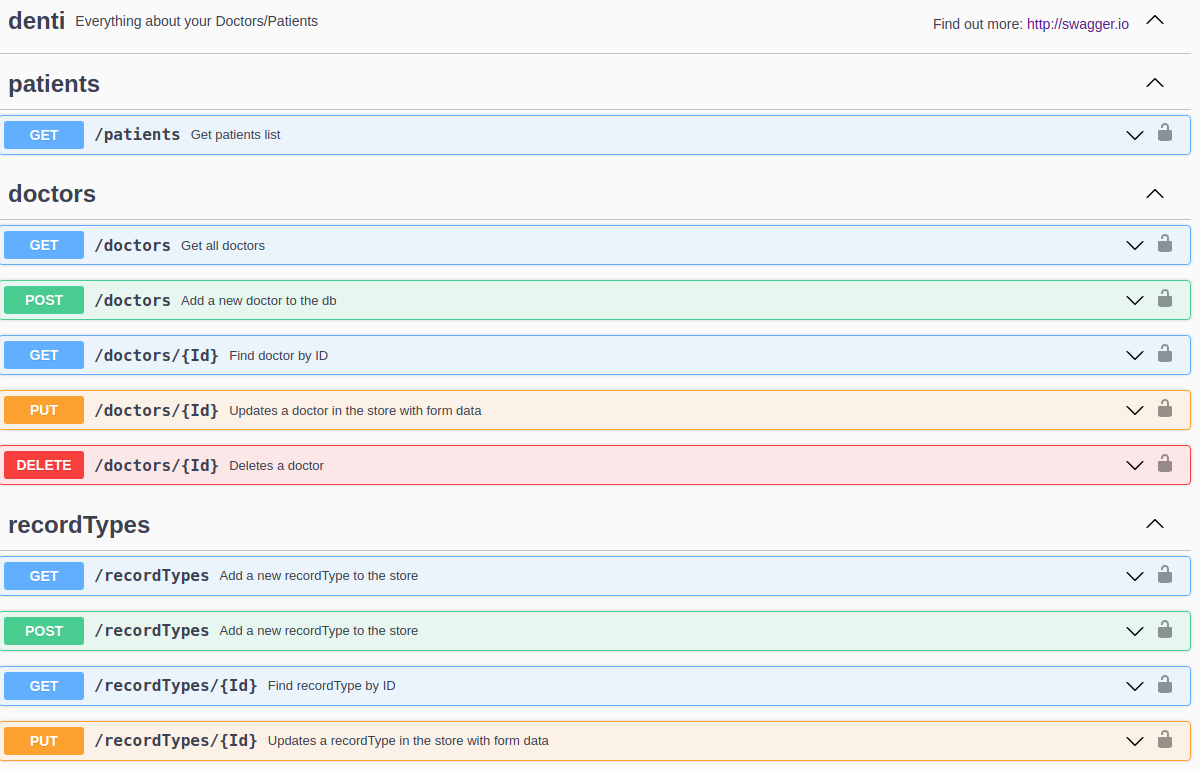 denti Everything about your Doctors/Patients Find out more: http://swagger.io
patients
GET /patients Get patients list
doctors
GET /doctors Get all doctors
POST /doctors Add a new doctor to the db
GET /doctors/{Id} Find doctor by ID
PUT /doctors/{Id} Updates a doctor in the store with form data
DELETE /doctors/{Id} Deletes a doctor
recordTypes
GET /recordTypes Add a new recordType to the store
POST /recordTypes Add a new recordType to the store
GET /recordTypes/{Id} Find recordType by ID
PUT /recordTypes/{Id} Updates a recordType in the store with form data